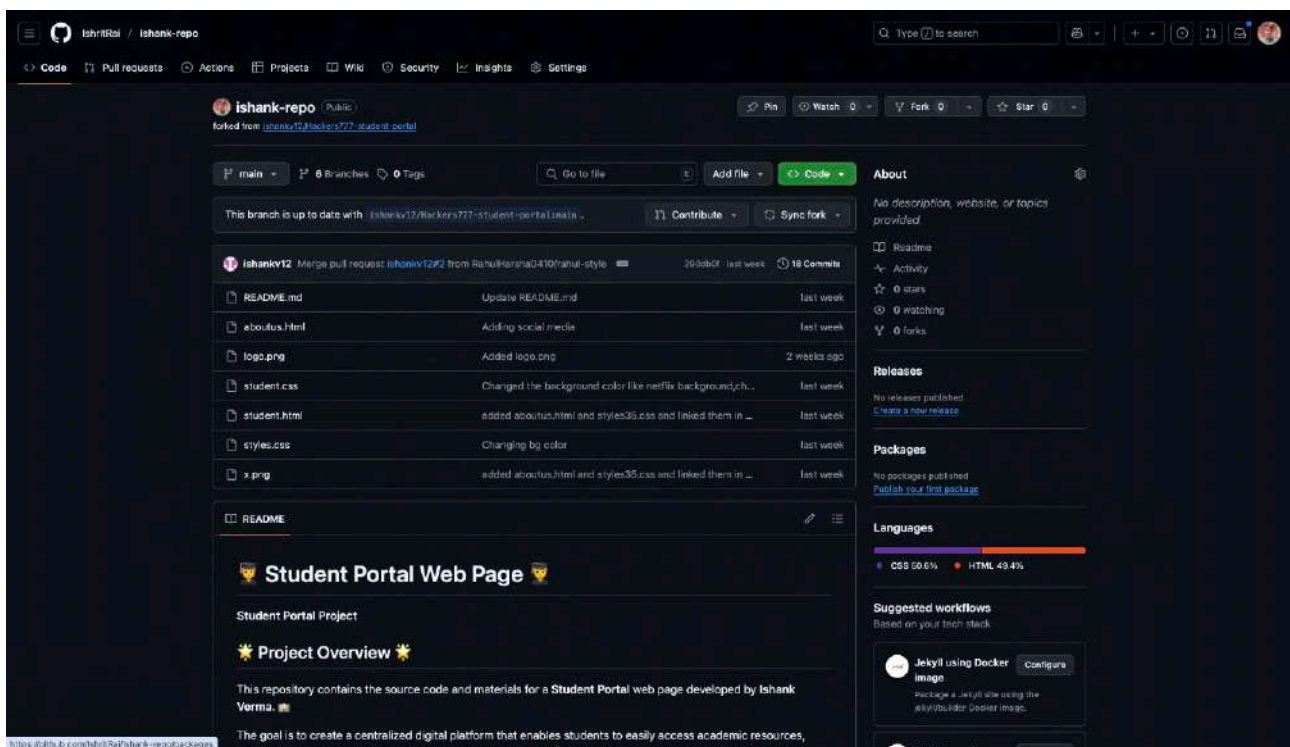 IshritRai / ishank-repo
Type / to search
Code Pull requests Actions Projects Wiki Security Insights Settings
ishank-repo Public
Pin Watch 0 Fork 0 Star 0
forked from ishankv12/Hackers777-student-portal
main 6 Branches 0 Tags
Go to file t Add file Code
This branch is up to date with ishankv12/Hackers777-student-portal:main .
Contribute Sync fork
ishankv12 Merge pull request ishankv12#2 from RahulHarsha0410/rahul-style
last week 18 Commits
README.md Update README.md last week
aboutus.html Adding social media last week
logo.png Added logo.png 2 weeks ago
student.css Changed the background color like netflix background,ch... last week
student.html added aboutus.html and styles35.css and linked them in ... last week
styles.css Changing bg color last week
x.png added aboutus.html and styles35.css and linked them in ... last week
README
Student Portal Web Page
Student Portal Project
Project Overview
This repository contains the source code and materials for a Student Portal web page developed by Ishank
Verma.
The goal is to create a centralized digital platform that enables students to easily access academic resources,
About
No description, website, or topics
provided.
Readme
Activity
0 stars
0 watching
0 forks
Releases
No releases published
Create a new release
Packages
No packages published
Publish your first package
Languages
CSS 50.6% HTML 49.4%
Suggested workflows
Based on your tech stack
Jekyll using Docker
image
Configure
Package a Jekyll site using the
jekyll/builder Docker image.
https://github.com/IshritRai/ishank-repo/packages